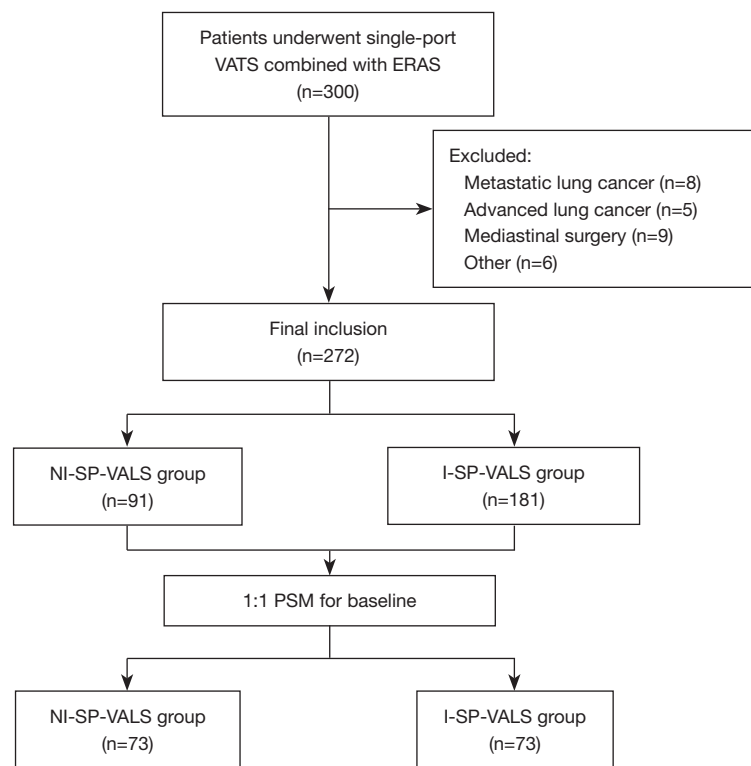 Patients underwent single-port
VATS combined with ERAS
(n=300)
Excluded:
Metastatic lung cancer (n=8)
Advanced lung cancer (n=5)
Mediastinal surgery (n=9)
Other (n=6)
Final inclusion
(n=272)
NI-SP-VALS group
(n=91)
I-SP-VALS group
(n=181)
1:1 PSM for baseline
NI-SP-VALS group
(n=73)
I-SP-VALS group
(n=73)